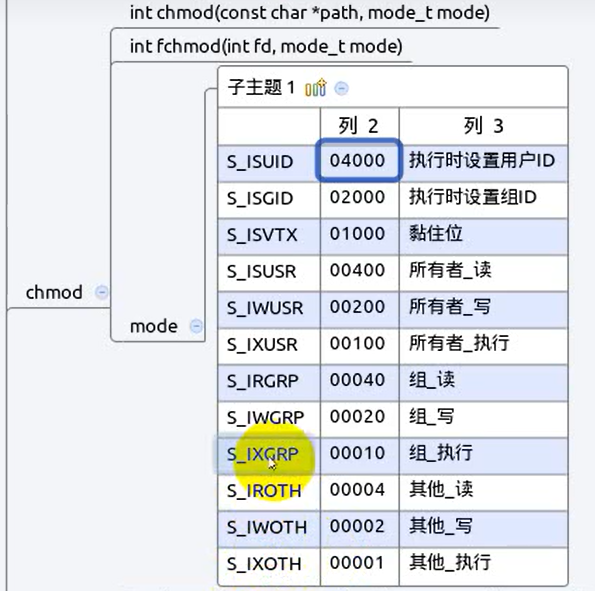 int chmod(const char *path, mode_t mode)
int fchmod(int fd, mode_t mode)
子主题 1
列 2 列 3
S_ISUID 04000 执行时设置用户ID
S_ISGID 02000 执行时设置组ID
S_ISVTX 01000 黏住位
S_ISUSR 00400 所有者_读
S_IWUSR 00200 所有者_写
S_IXUSR 00100 所有者_执行
S_IRGRP 00040 组_读
S_IWGRP 00020 组_写
S_IXGRP 00010 组_执行
S_IROTH 00004 其他_读
S_IWOTH 00002 其他_写
S_IXOTH 00001 其他_执行
chmod
mode